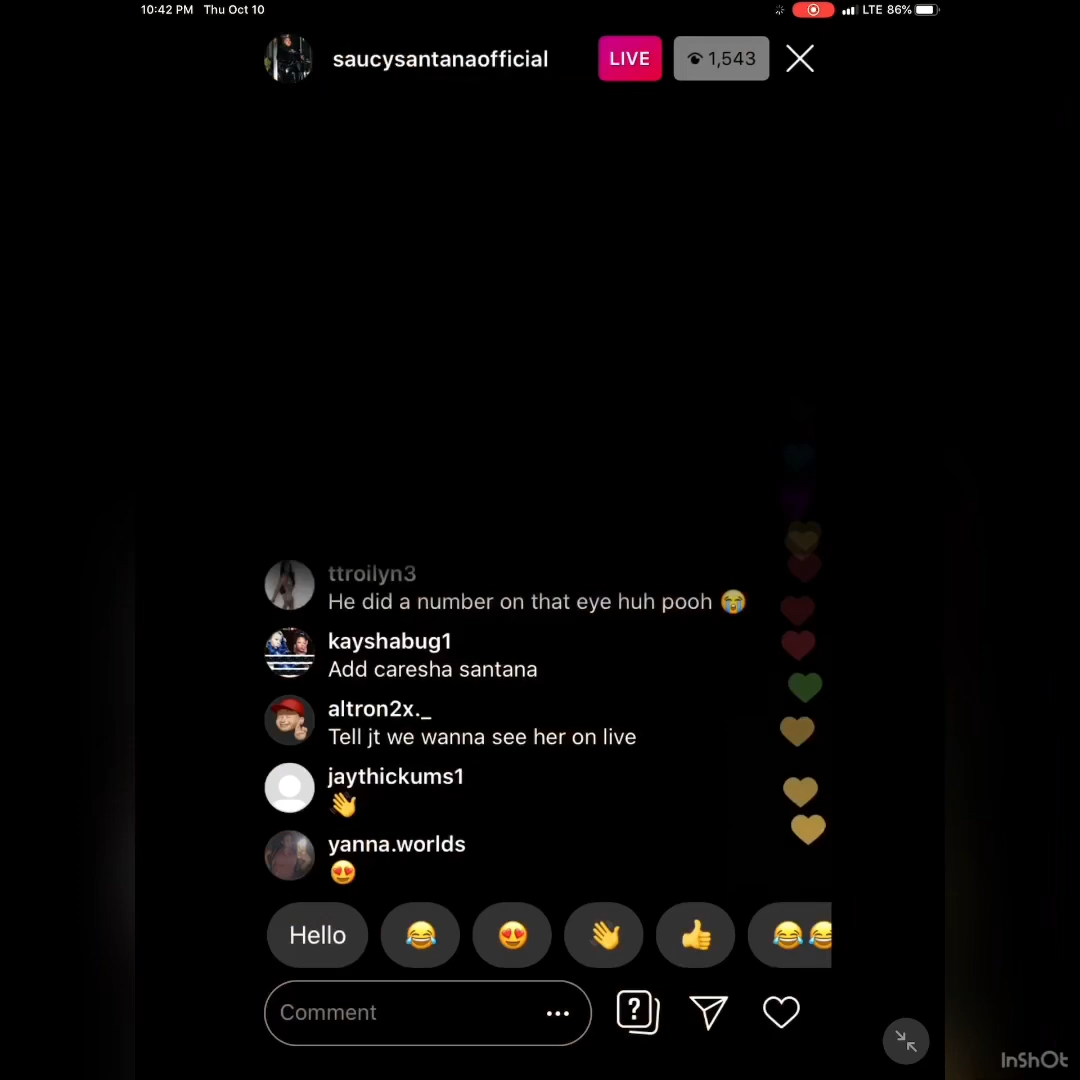 10:42 PM Thu Oct 10
LTE 86%
saucysantanaofficial
LIVE
1,543
ttroilyn3
He did a number on that eye huh pooh 😭
kayshabug1
Add caresha santana
altron2x._
Tell jt we wanna see her on live
jaythickums1
👋
yanna.worlds
😍
Hello 😂 😍 👋 👍 😂😂
Comment ...
InShOt